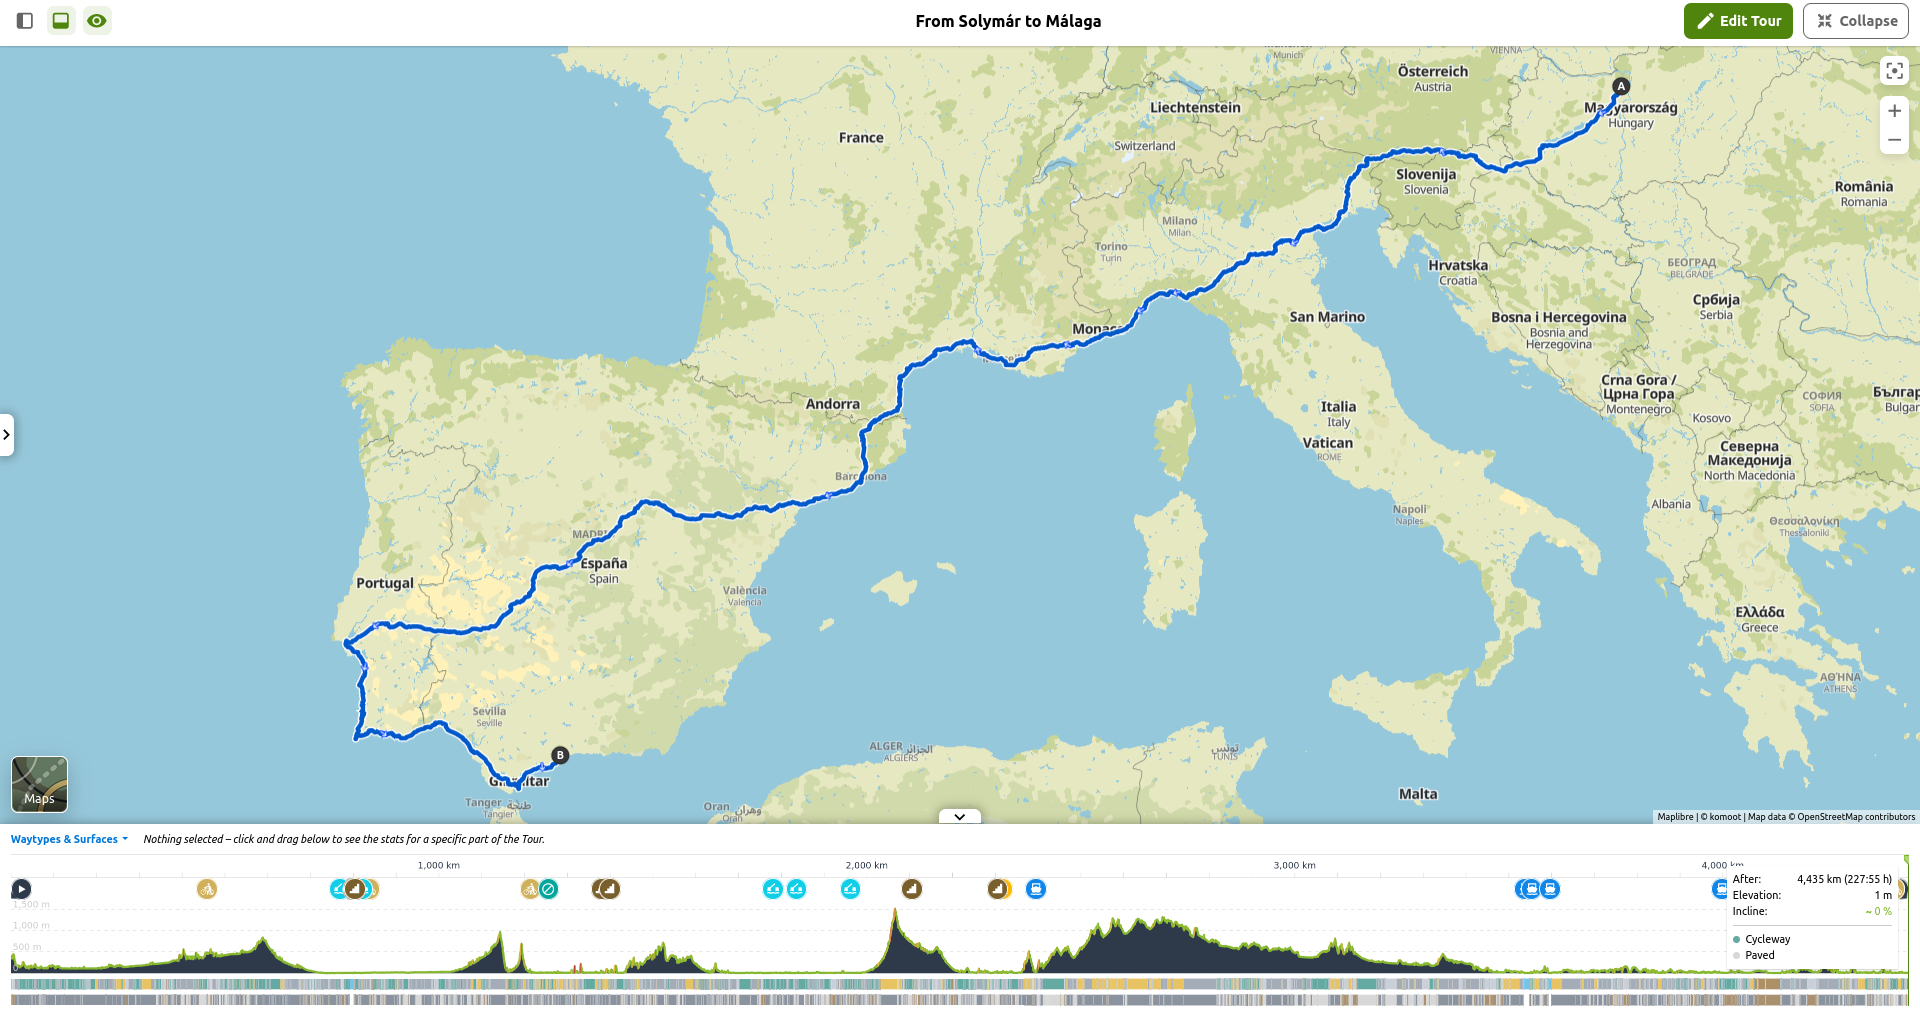 From Solymár to Málaga
Edit Tour
Collapse
VIENNA
Munich
Österreich
Austria
Liechtenstein
A
Magyarország
Hungary
France
Switzerland
Slovenija
Slovenia
România
Romania
Milano
Milan
Torino
Turin
Hrvatska
Croatia
БЕОГРАД
BELGRADE
Србија
Serbia
San Marino
Bosna i Hercegovina
Bosnia and
Herzegovina
Monaco
Andorra
Crna Gora /
Црна Гора
Montenegro
СОФИЯ
SOFIA
Българ
Bulgar
Kosovo
Italia
Italy
Vatican
ROME
Северна
Македонија
North Macedonia
Barcelona
Albania
Napoli
Naples
Θεσσαλονίκη
Thessaloniki
MADRI
España
Spain
Portugal
València
Valencia
Ελλάδα
Greece
ΑΘΉΝΑ
ATHENS
Sevilla
Seville
B
Gibraltar
ALGER الجزائر
ALGIERS
تونس
TUNIS
Tanger طنجة
Tangier
Oran وهران
Oran
Malta
Maps
Maplibre | © komoot | Map data © OpenStreetMap contributors
Waytypes & Surfaces
Nothing selected – click and drag below to see the stats for a specific part of the Tour.
1,000 km
2,000 km
3,000 km
4,000 km
1,500 m
1,000 m
500 m
0
After: 4,435 km (227:55 h)
Elevation: 1 m
Incline: ~ 0 %
Cycleway
Paved